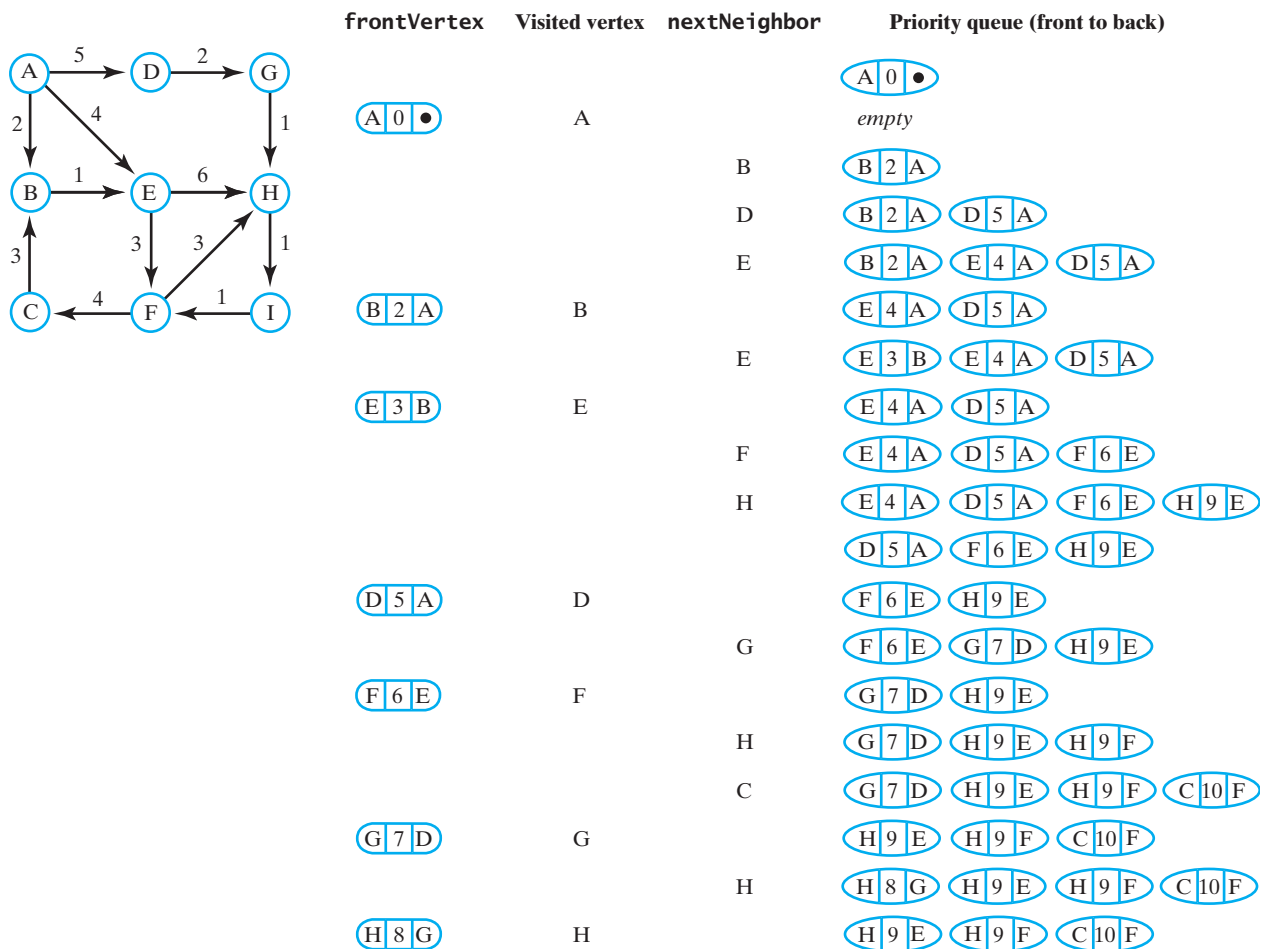 frontVertex Visited vertex nextNeighbor Priority queue (front to back)
A 5 D 2 G
2 4 1
B 1 E 6 H
3 3 3 1
C 4 F 1 I
A 0 ●
A 0 ● A empty
B B 2 A
D B 2 A D 5 A
E B 2 A E 4 A D 5 A
B 2 A B E 4 A D 5 A
E E 3 B E 4 A D 5 A
E 3 B E E 4 A D 5 A
F E 4 A D 5 A F 6 E
H E 4 A D 5 A F 6 E H 9 E
D 5 A F 6 E H 9 E
D 5 A D F 6 E H 9 E
G F 6 E G 7 D H 9 E
F 6 E F G 7 D H 9 E
H G 7 D H 9 E H 9 F
C G 7 D H 9 E H 9 F C 10 F
G 7 D G H 9 E H 9 F C 10 F
H H 8 G H 9 E H 9 F C 10 F
H 8 G H H 9 E H 9 F C 10 F